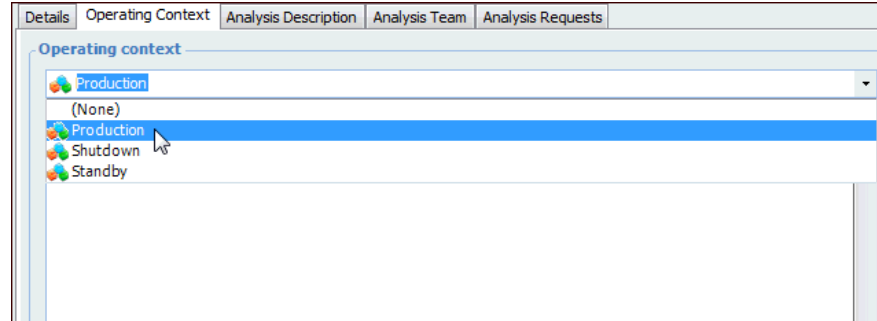 Details Operating Context Analysis Description Analysis Team Analysis Requests
Operating context
Production
(None)
Production
Shutdown
Standby